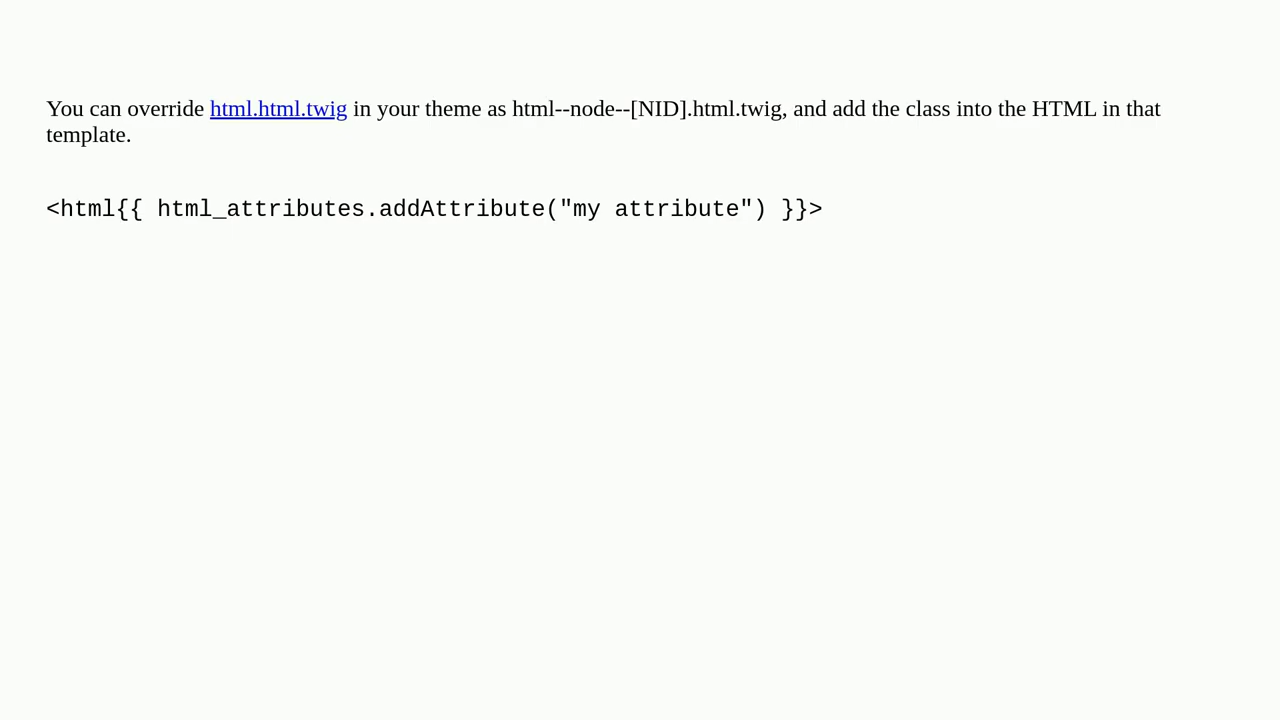 You can override html.html.twig in your theme as html--node--[NID].html.twig, and add the class into the HTML in that
template.
<html{{ html_attributes.addAttribute("my attribute") }}>